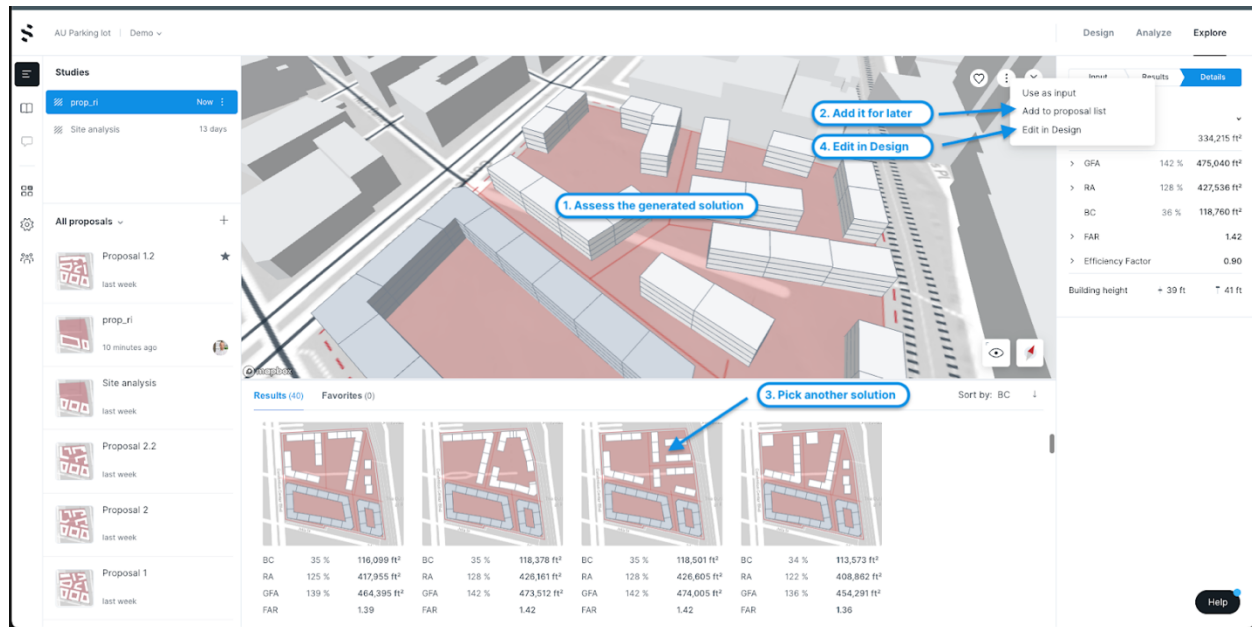 AU Parking lot | Demo
Design Analyze Explore
Studies
prop_ri Now
Site analysis 13 days
All proposals +
Proposal 1.2
last week
prop_ri
10 minutes ago
Site analysis
last week
Proposal 2.2
last week
Proposal 2
last week
Proposal 1
last week
1. Assess the generated solution
2. Add it for later
4. Edit in Design
Use as input
Add to proposal list
Edit in Design
mapbox
Input Results Details
334,215 ft²
> GFA 142 % 475,040 ft²
> RA 128 % 427,536 ft²
BC 36 % 118,760 ft²
> FAR 1.42
> Efficiency Factor 0.90
Building height + 39 ft 41 ft
Results (40) Favorites (0)
3. Pick another solution
Sort by: BC ↓
BC 35 % 116,099 ft² BC 35 % 118,378 ft² BC 35 % 118,501 ft² BC 34 % 113,573 ft²
RA 125 % 417,955 ft² RA 128 % 426,161 ft² RA 128 % 426,605 ft² RA 122 % 408,862 ft²
GFA 139 % 464,395 ft² GFA 142 % 473,512 ft² GFA 142 % 474,005 ft² GFA 136 % 454,291 ft²
FAR 1.39 FAR 1.42 FAR 1.42 FAR 1.36
Help